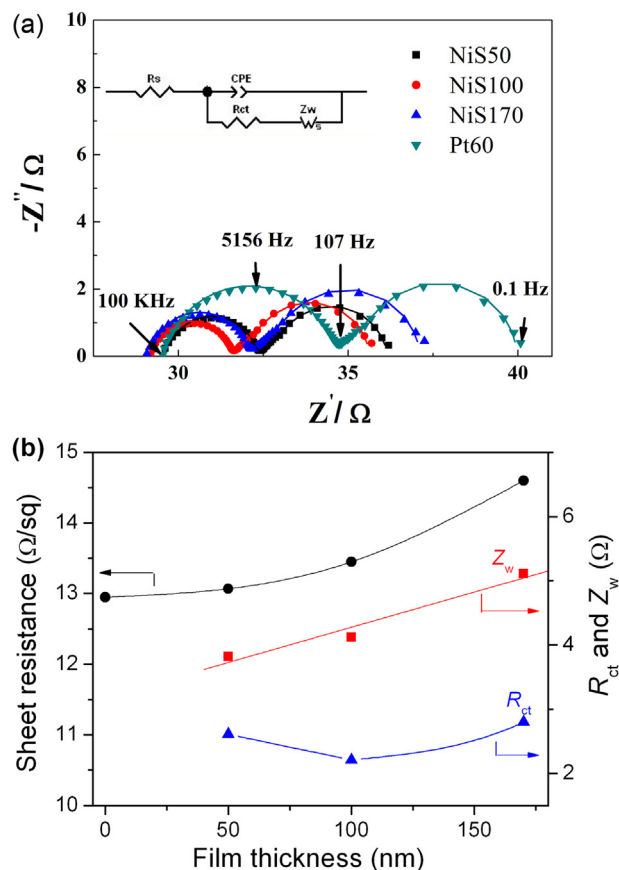 (a)
NiS50
NiS100
NiS170
Pt60
Rs
CPE
Rct
Zw
s
10
8
6
4
2
0
-Z''/ Ω
100 KHz
5156 Hz
107 Hz
0.1 Hz
30
35
40
Z'/ Ω
(b)
15
14
13
12
11
10
Sheet resistance (Ω/sq)
Zw
Rct
6
4
2
Rct and Zw (Ω)
0
50
100
150
Film thickness (nm)